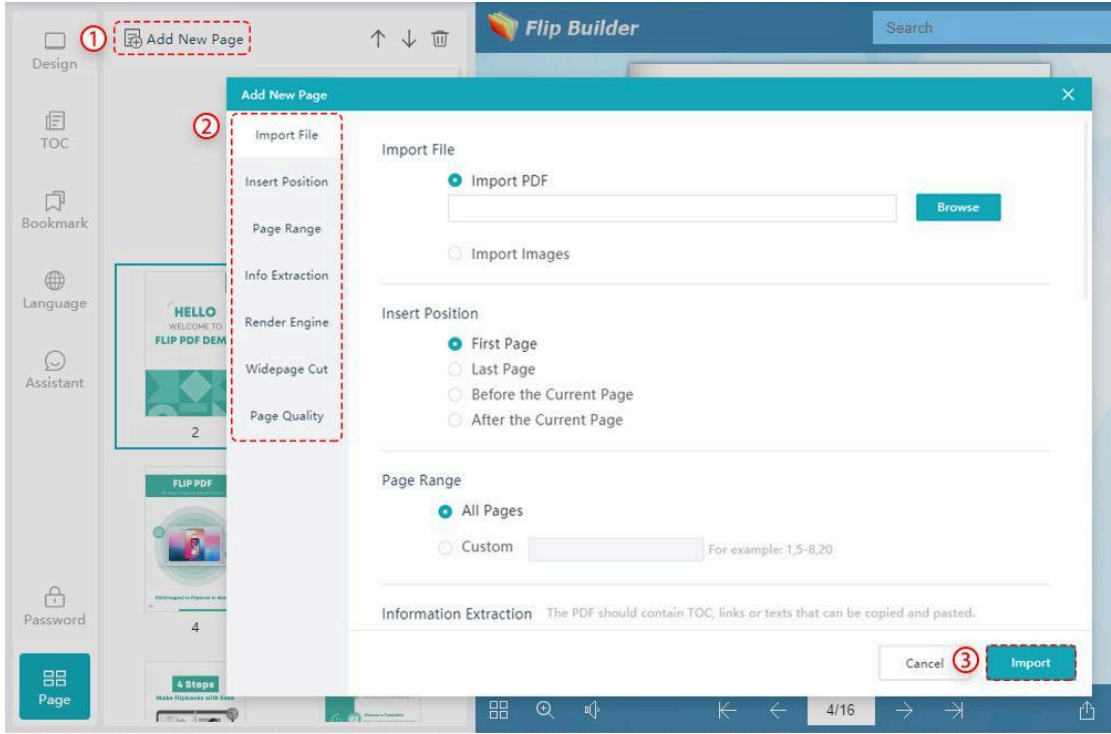 ① Add New Page
Flip Builder
Search
Design
TOC
Bookmark
Language
Assistant
Password
Page
HELLO
WELCOME TO
FLIP PDF DEM
2
FLIP PDF
4
4 Steps
Make Flipbooks with Ease
Add New Page
②
Import File
Insert Position
Page Range
Info Extraction
Render Engine
Widepage Cut
Page Quality
Import File
Import PDF
Browse
Import Images
Insert Position
First Page
Last Page
Before the Current Page
After the Current Page
Page Range
All Pages
Custom For example: 1,5-8,20
Information Extraction The PDF should contain TOC, links or texts that can be copied and pasted.
Cancel ③ Import
4/16